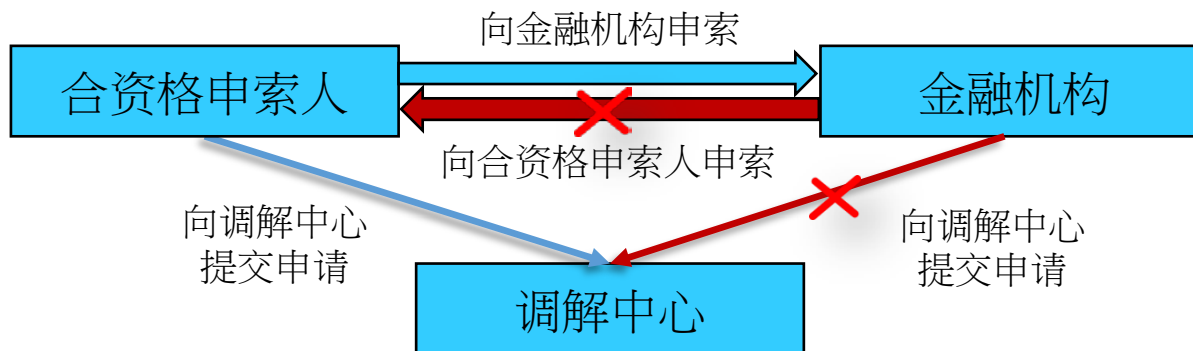 向金融机构申索
合资格申索人
金融机构
向合资格申索人申索
向调解中心
提交申请
向调解中心
提交申请
调解中心